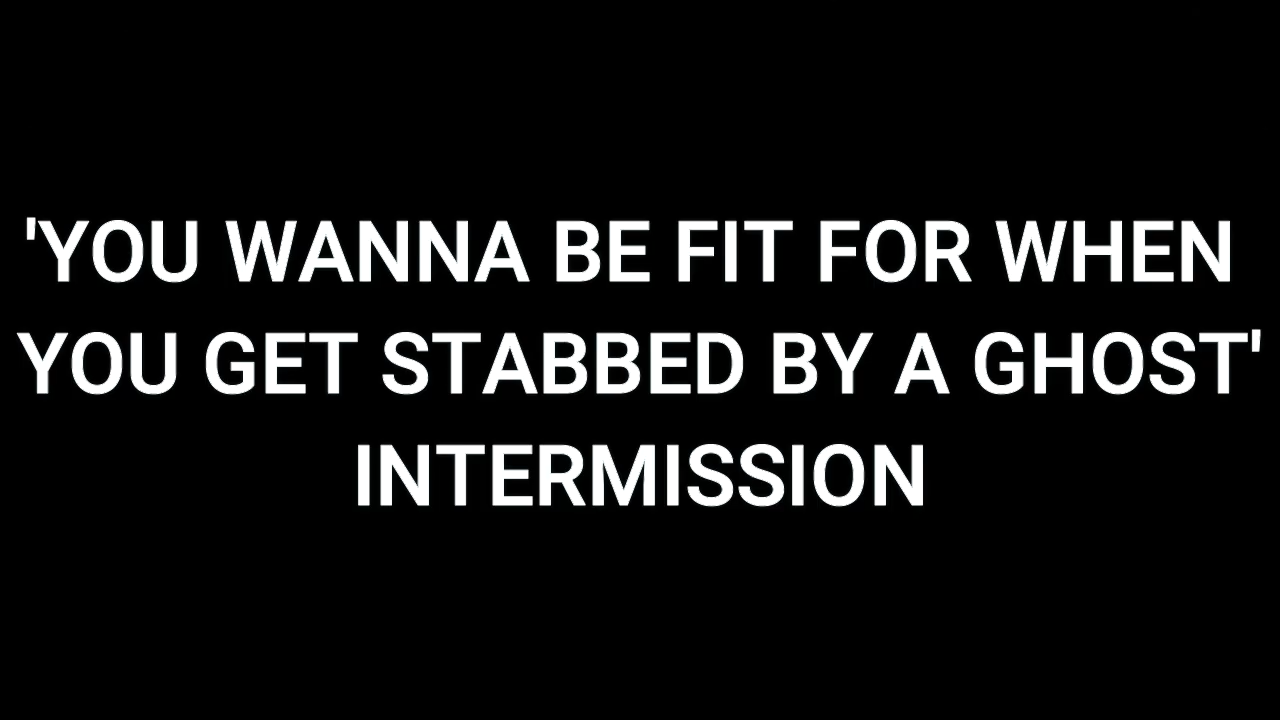 'YOU WANNA BE FIT FOR WHEN
YOU GET STABBED BY A GHOST'
INTERMISSION